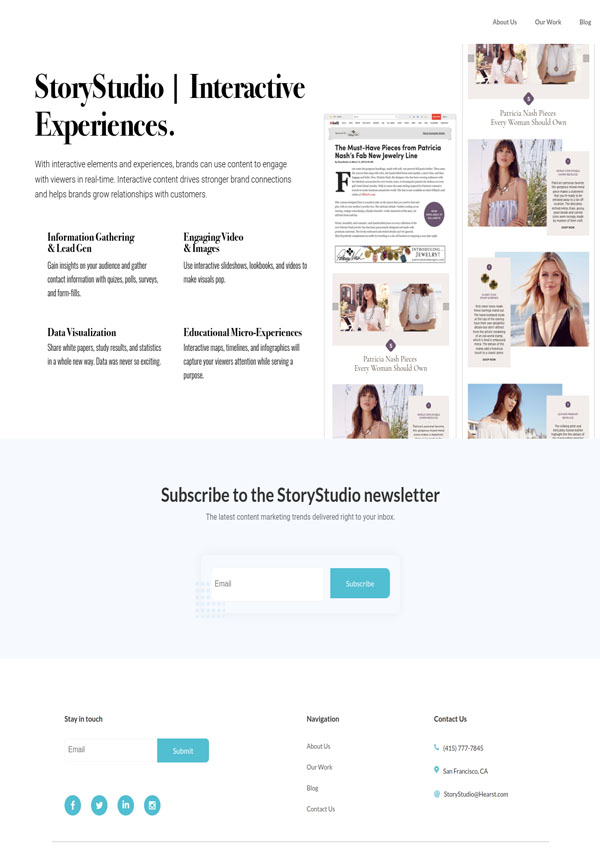 About Us
Our Work
Blog
StoryStudio | Interactive
Experiences.
With interactive elements and experiences, brands can use content to engage
with viewers in real-time. Interactive content drives stronger brand connections
and helps brands grow relationships with customers.
Information Gathering
& Lead Gen
Gain insights on your audience and gather
contact information with quizes, polls, surveys,
and form-fills.
Engaging Video
& Images
Use interactive slideshows, lookbooks, and videos to
make visuals pop.
Data Visualization
Share white papers, study results, and statistics
in a whole new way. Data was never so exciting.
Educational Micro-Experiences
Interactive maps, timelines, and infographics will
capture your viewers attention while serving a
purpose.
The Must-Have Pieces from Patricia
Nash's Fab New Jewelry Line
INTRODUCING
JEWELRY!
Patricia Nash Pieces
Every Woman Should Own
Patricia Nash Pieces
Every Woman Should Own
SHOP NOW
SHOP NOW
Subscribe to the StoryStudio newsletter
The latest content marketing trends delivered right to your inbox.
Email
Subscribe
Stay in touch
Email
Submit
Navigation
About Us
Our Work
Blog
Contact Us
Contact Us
(415) 777-7845
San Francisco, CA
StoryStudio@Hearst.com